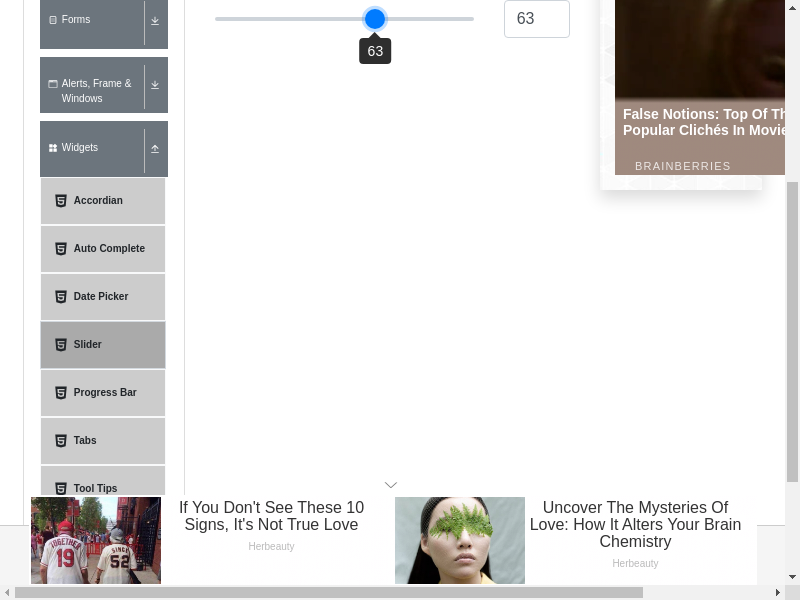 Forms
63
63
Alerts, Frame &
Windows
Widgets
Accordian
Auto Complete
Date Picker
Slider
Progress Bar
Tabs
Tool Tips
False Notions: Top Of Th
Popular Clichés In Movie
BRAINBERRIES
TOGETHER
19
SINCE
52
If You Don't See These 10
Signs, It's Not True Love
Herbeauty
Uncover The Mysteries Of
Love: How It Alters Your Brain
Chemistry
Herbeauty